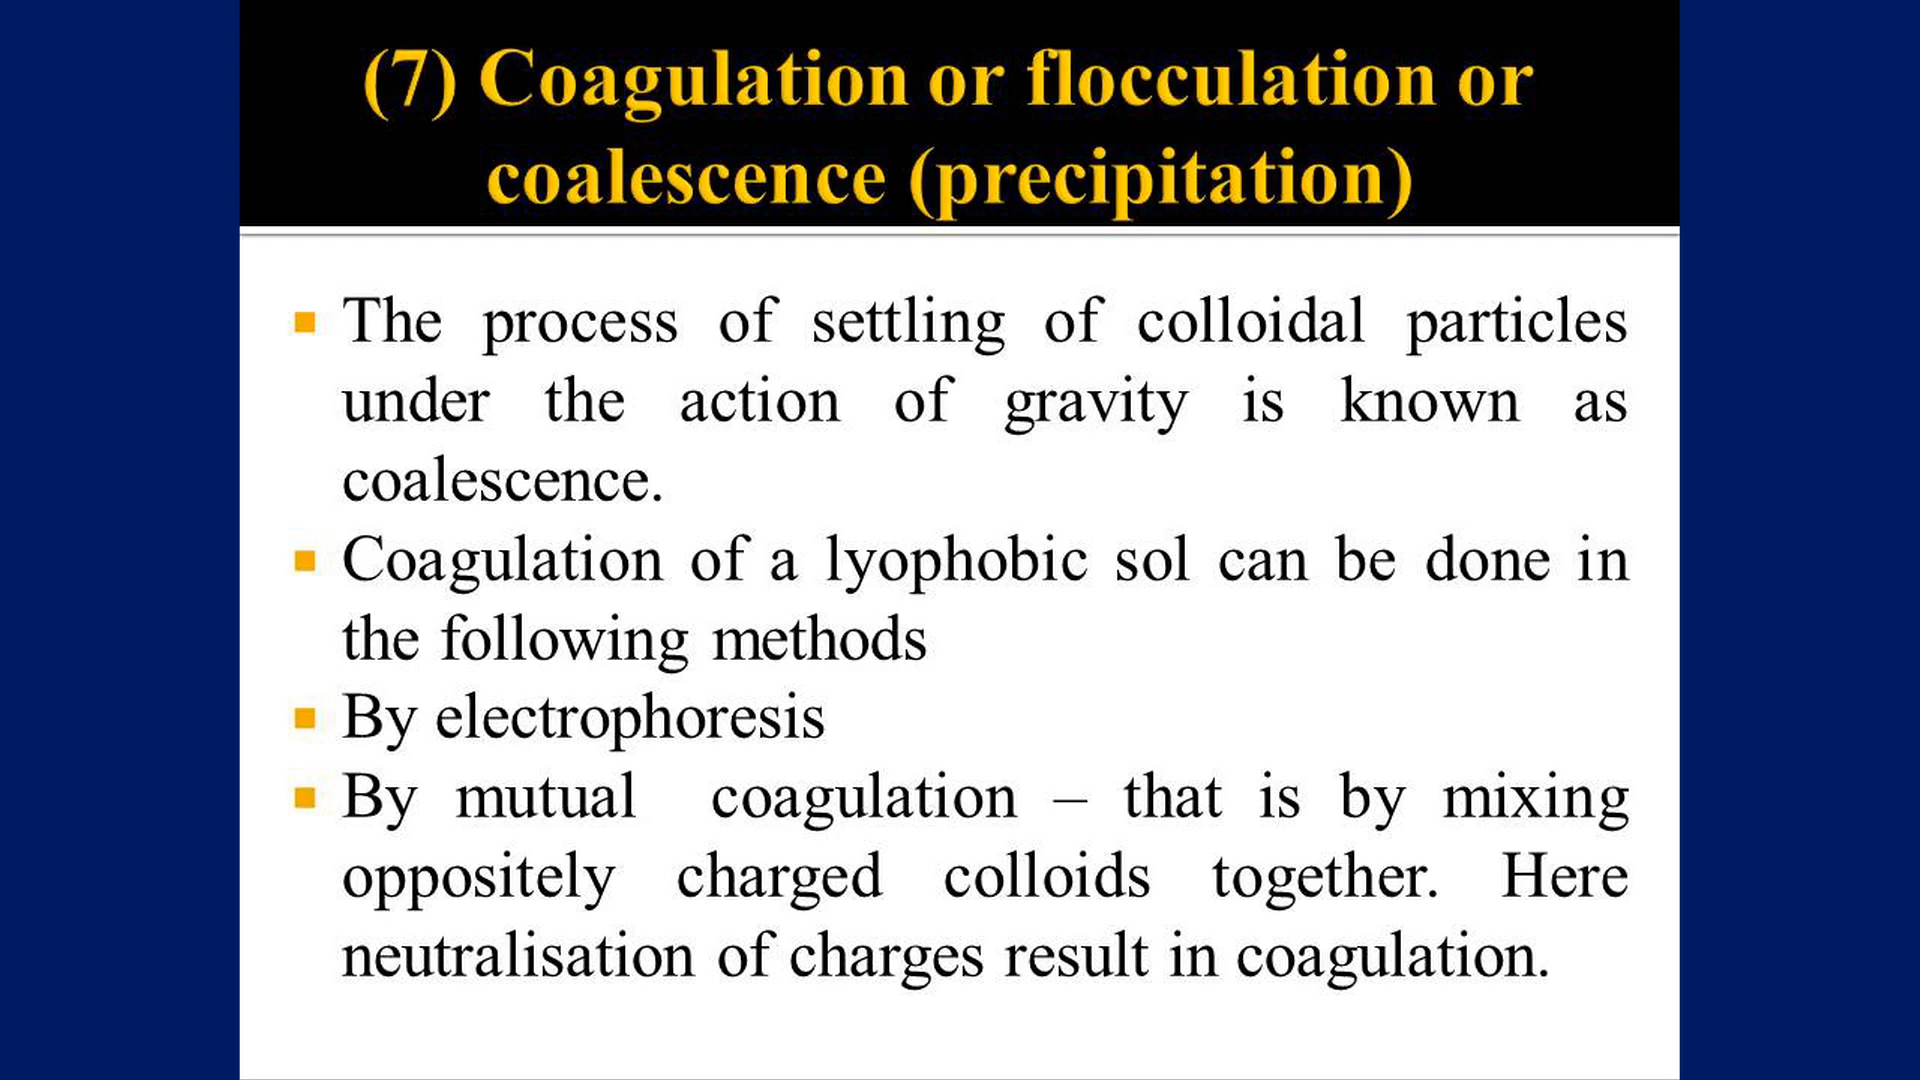 (7) Coagulation or flocculation or
coalescence (precipitation)
The process of settling of colloidal particles
under the action of gravity is known as
coalescence.
Coagulation of a lyophobic sol can be done in
the following methods
By electrophoresis
By mutual coagulation – that is by mixing
oppositely charged colloids together. Here
neutralisation of charges result in coagulation.